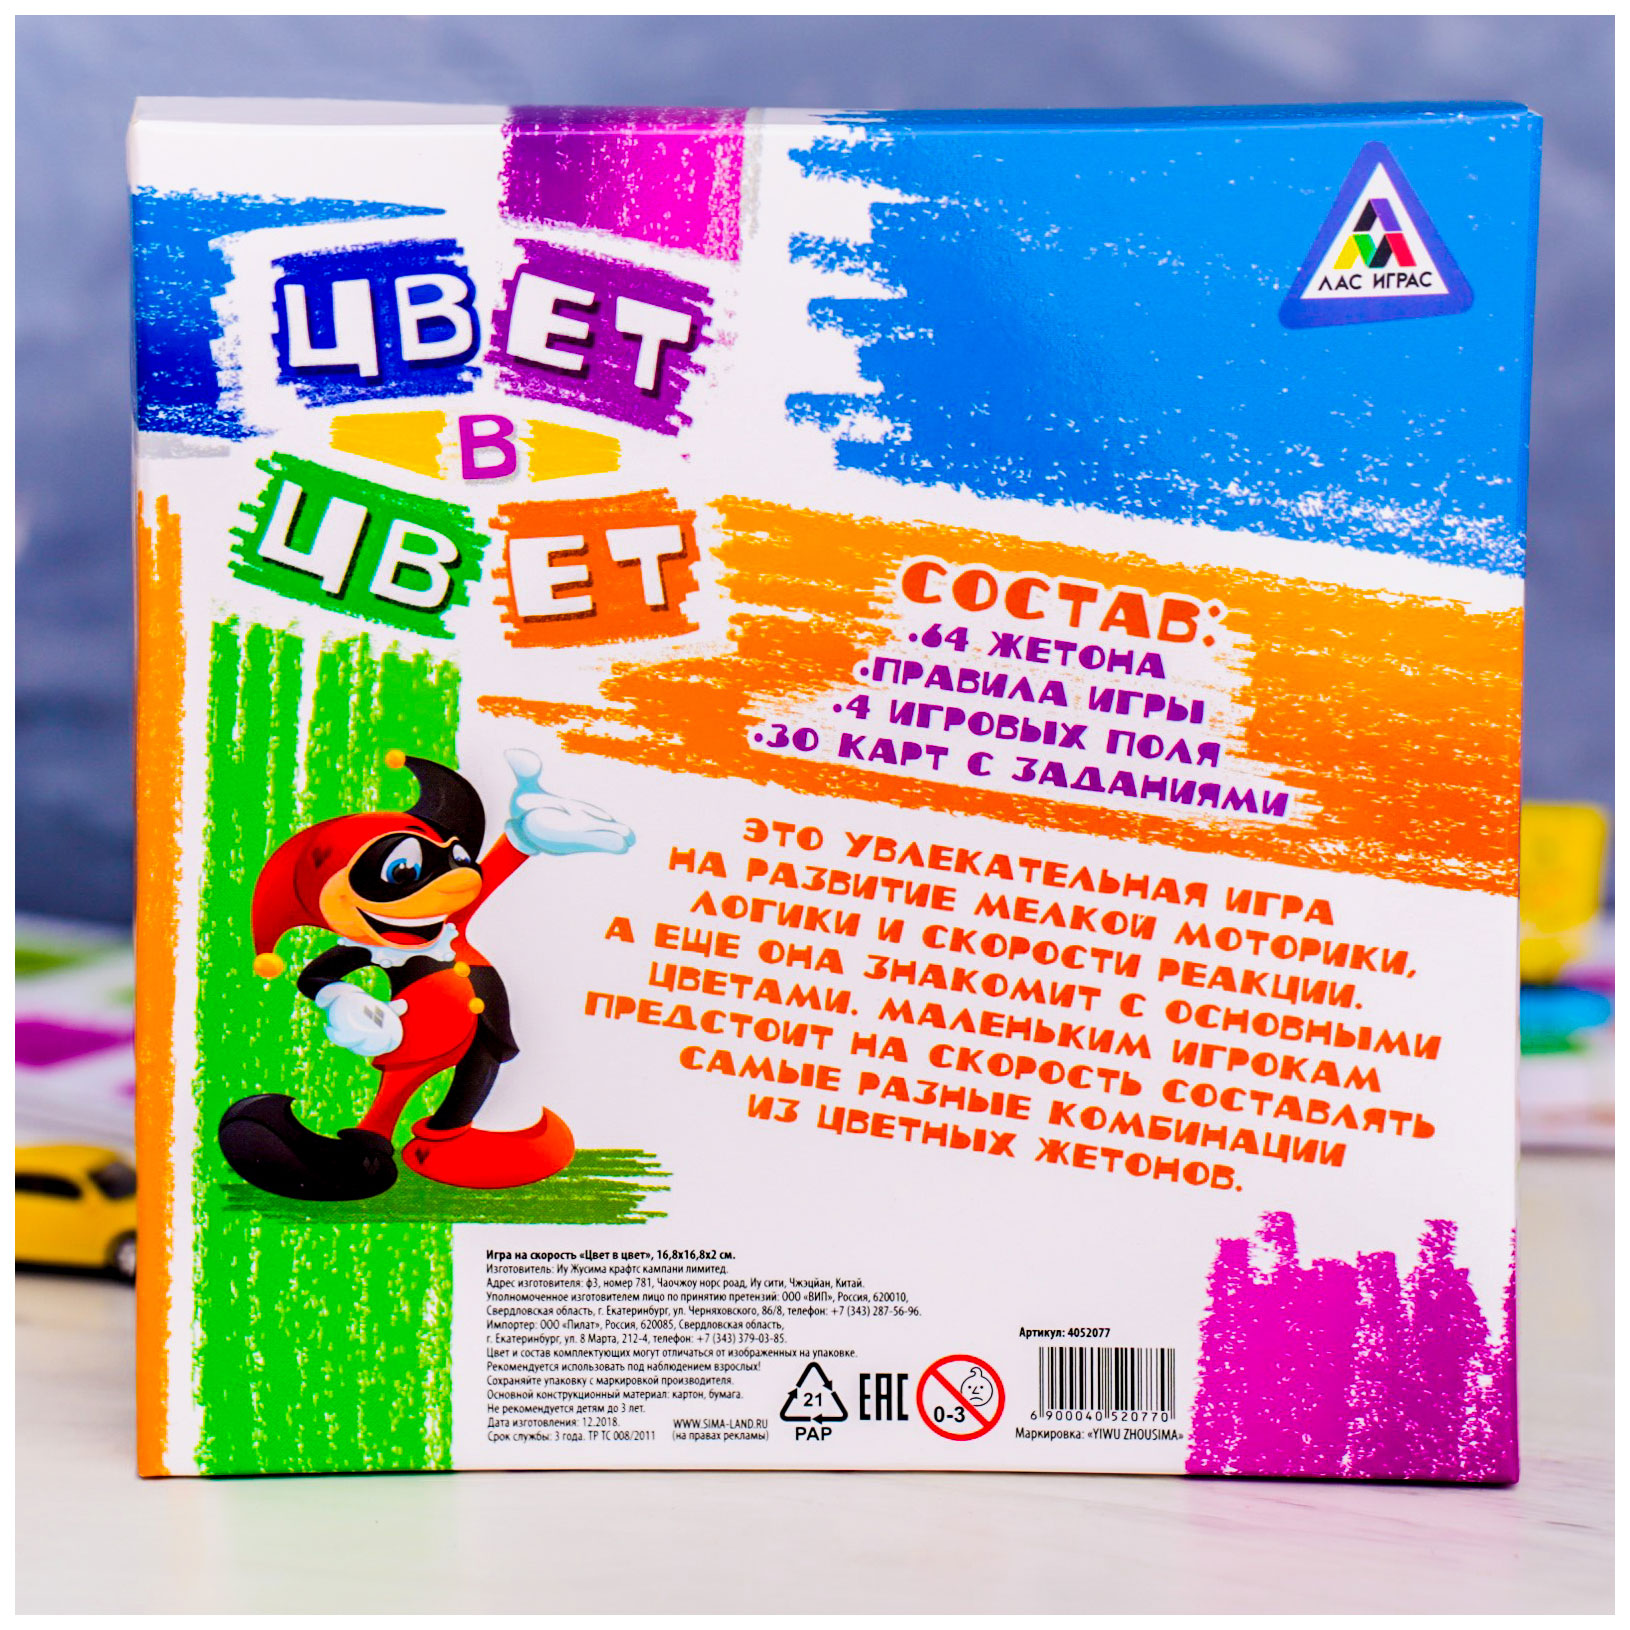 ЛАС ИГРАС
ЦВЕТ
В
ЦВЕТ
СОСТАВ:
•64 ЖЕТОНА
•ПРАВИЛА ИГРЫ
•4 ИГРОВЫХ ПОЛЯ
•30 КАРТ С ЗАДАНИЯМИ
ЭТО УВЛЕКАТЕЛЬНАЯ ИГРА
НА РАЗВИТИЕ МЕЛКОЙ МОТОРИКИ,
ЛОГИКИ И СКОРОСТИ РЕАКЦИИ.
А ЕЩЕ ОНА ЗНАКОМИТ С ОСНОВНЫМИ
ЦВЕТАМИ. МАЛЕНЬКИМ ИГРОКАМ
ПРЕДСТОИТ НА СКОРОСТЬ СОСТАВЛЯТЬ
САМЫЕ РАЗНЫЕ КОМБИНАЦИИ
ИЗ ЦВЕТНЫХ ЖЕТОНОВ.
Игра на скорость «Цвет в цвет», 16,8х16,8х2 см.
Изготовитель: Иу Жусима крафтс кампани лимитед.
Адрес изготовителя: ф3, номер 781, Чаочжоу норс роад, Иу сити, Чжэцйан, Китай.
Уполномоченное изготовителем лицо по принятию претензий: ООО «ВИП», Россия, 620010,
Свердловская область, г. Екатеринбург, ул. Черняховского, 86/8, телефон: +7 (343) 287-56-96.
Импортер: ООО «Пилат», Россия, 620085, Свердловская область,
г. Екатеринбург, ул. 8 Марта, 212-4, телефон: +7 (343) 379-03-85.
Цвет и состав комплектующих могут отличаться от изображенных на упаковке.
Рекомендуется использовать под наблюдением взрослых!
Сохраняйте упаковку с маркировкой производителя.
Основной конструкционный материал: картон, бумага.
Не рекомендуется детям до 3 лет.
Дата изготовления: 12.2018.
Срок службы: 3 года. ТР ТС 008/2011
WWW.SIMA-LAND.RU
(на правах рекламы)
21
PAP
EAC
0-3
Артикул: 4052077
6 900040 520770
Маркировка: «YIWU ZHOUSIMA»